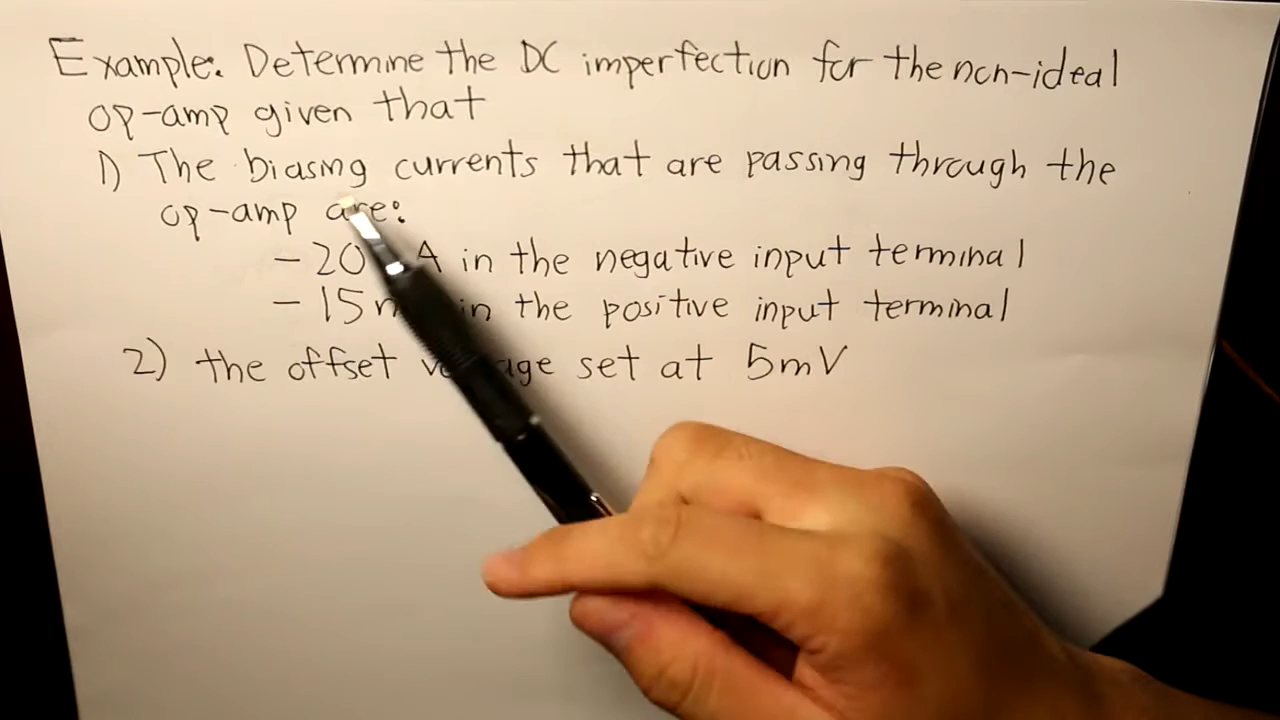 Example: Determine the DC imperfection for the non-ideal
op-amp given that
1) The biasing currents that are passing through the
op-amp are:
- 20 A in the negative input terminal
- 15 in the positive input terminal
2) the offset set at 5mV